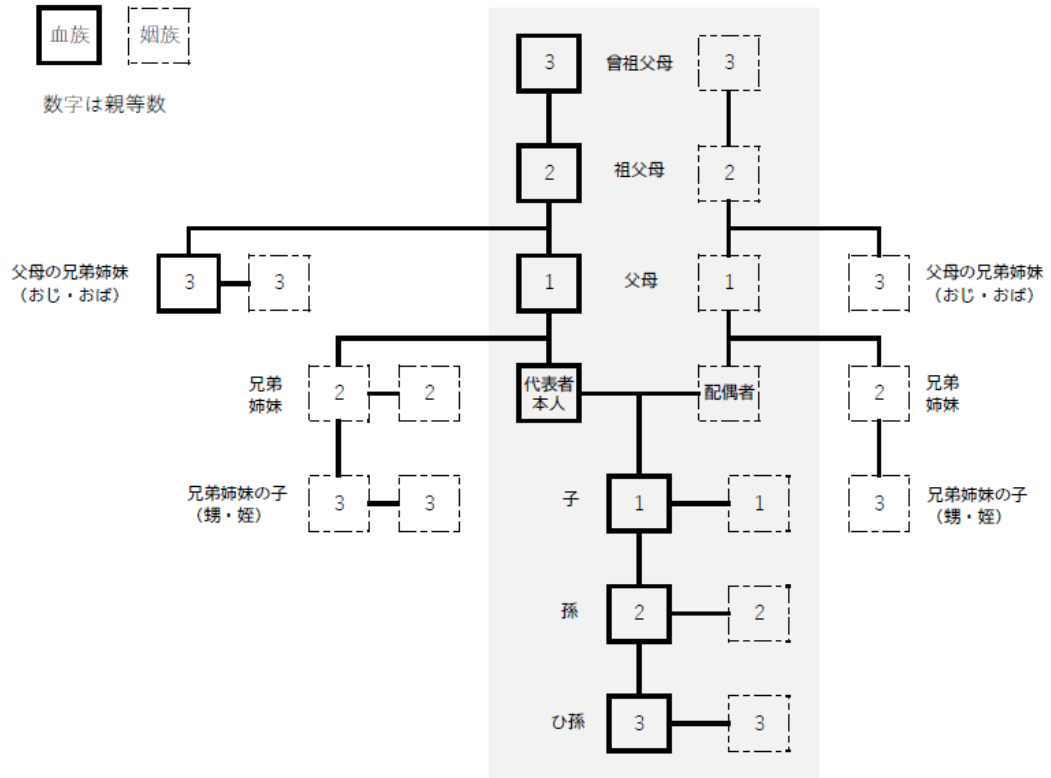 血族 姻族
数字は親等数
3 曾祖父母 3
2 祖父母 2
父母の兄弟姉妹
（おじ・おば）
3 3 1 父母 1 3
父母の兄弟姉妹
（おじ・おば）
兄弟
姉妹
2 2
代表者
本人
配偶者
2
兄弟
姉妹
兄弟姉妹の子
（甥・姪）
3 3
子 1 1
3
兄弟姉妹の子
（甥・姪）
孫 2 2
ひ孫 3 3